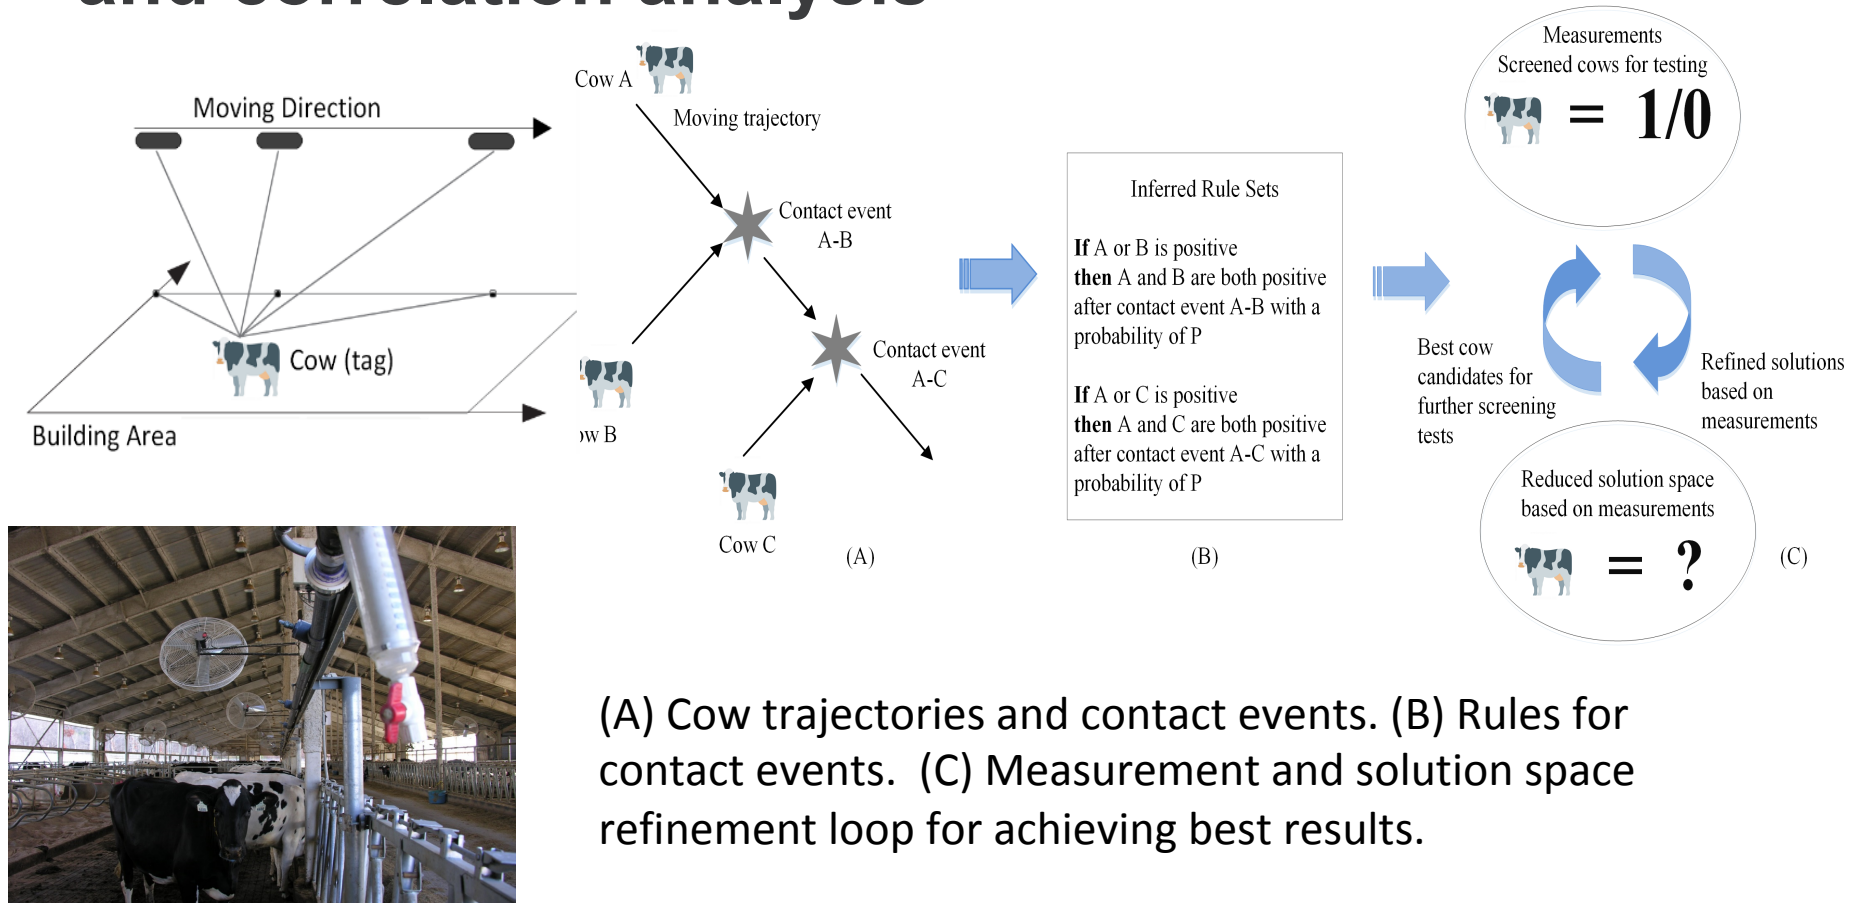 and correlation analysis
Moving Direction
Cow (tag)
Building Area
Cow A
Moving trajectory
Contact event
A-B
Contact event
A-C
ow B
Cow C
(A)
Inferred Rule Sets
If A or B is positive
then A and B are both positive
after contact event A-B with a
probability of P
If A or C is positive
then A and C are both positive
after contact event A-C with a
probability of P
(B)
Measurements
Screened cows for testing
= 1/0
Best cow
candidates for
further screening
tests
Refined solutions
based on
measurements
Reduced solution space
based on measurements
= ?
(C)
(A) Cow trajectories and contact events. (B) Rules for
contact events. (C) Measurement and solution space
refinement loop for achieving best results.